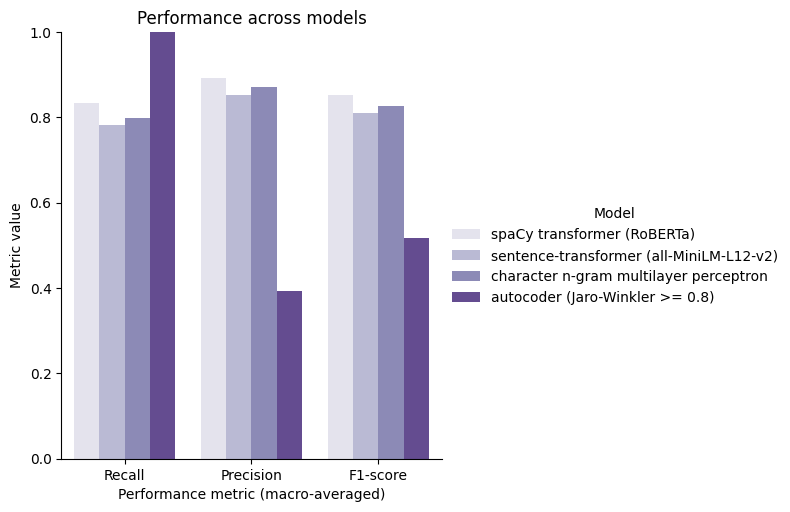 Performance across models
Metric value
1.0
0.8
0.6
0.4
0.2
0.0
Recall
Precision
F1-score
Performance metric (macro-averaged)
Model
spaCy transformer (RoBERTa)
sentence-transformer (all-MiniLM-L12-v2)
character n-gram multilayer perceptron
autocoder (Jaro-Winkler >= 0.8)